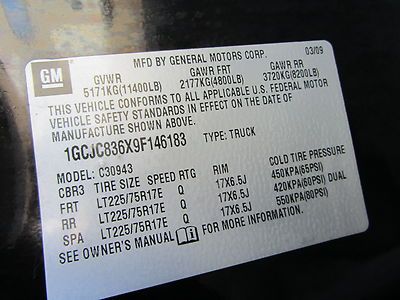 MFD BY GENERAL MOTORS CORP. 03/09
GM
GVWR GAWR FRT GAWR RR
5171KG(11400LB) 2177KG(4800LB) 3720KG(8200LB)
THIS VEHICLE CONFORMS TO ALL APPLICABLE U.S. FEDERAL MOTOR
VEHICLE SAFETY STANDARDS IN EFFECT ON THE DATE OF
MANUFACTURE SHOWN ABOVE.
1GCJC836X9F146183 TYPE: TRUCK
MODEL: C30943
CBR3 TIRE SIZE SPEED RTG RIM COLD TIRE PRESSURE
FRT LT225/75R17E Q 17X6.5J 450KPA(65PSI)
RR LT225/75R17E Q 17X6.5J 420KPA(60PSI) DUAL
SPA LT225/75R17E Q 17X6.5J 550KPA(80PSI)
SEE OWNER'S MANUAL FOR MORE INFORMATION.